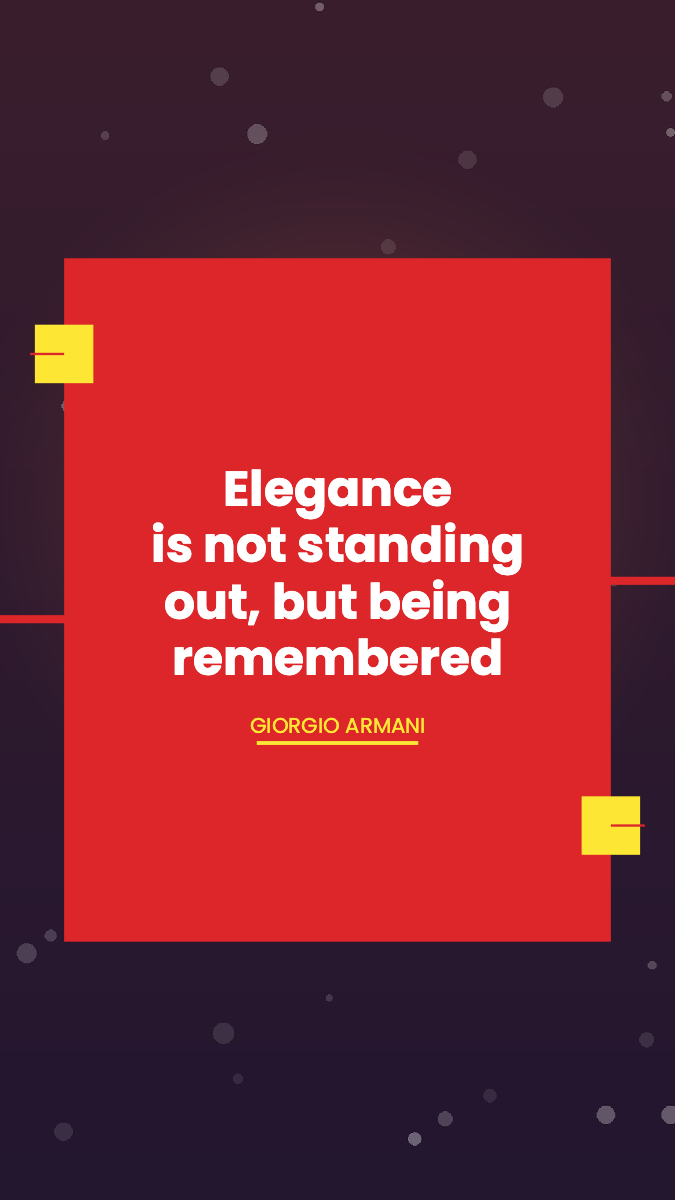 Elegance
is not standing
out, but being
remembered
GIORGIO ARMANI